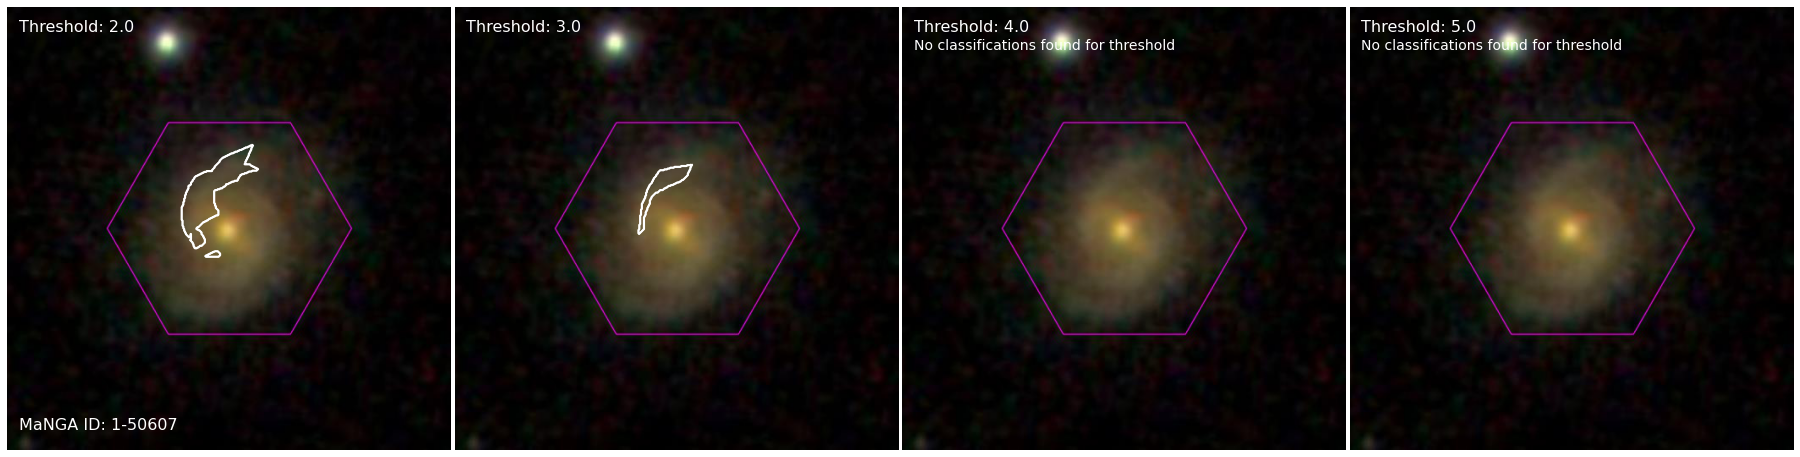 Threshold: 2.0
MaNGA ID: 1-50607
Threshold: 3.0
Threshold: 4.0
No classifications found for threshold
Threshold: 5.0
No classifications found for threshold